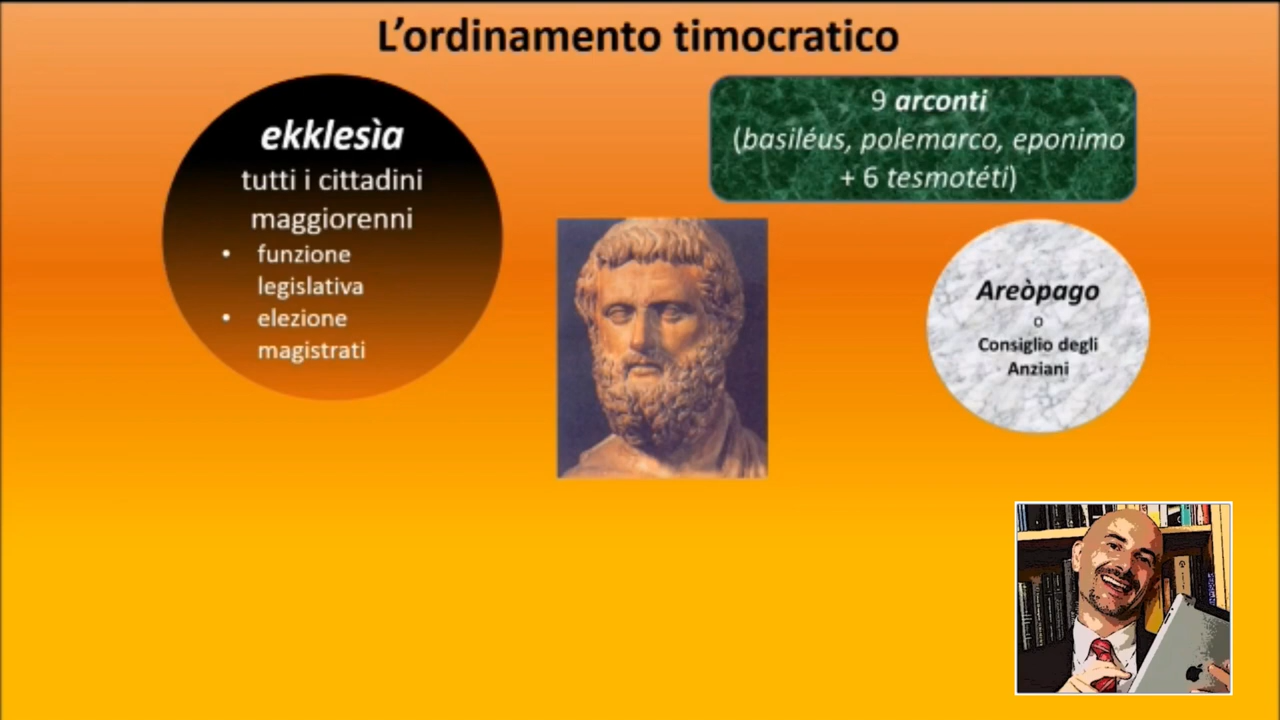 L’ordinamento timocratico
ekklesìa
tutti i cittadini
maggiorenni
• funzione
legislativa
• elezione
magistrati
9 arconti
(basiléus, polemarco, eponimo
+ 6 tesmotéti)
Areòpago
o
Consiglio degli
Anziani